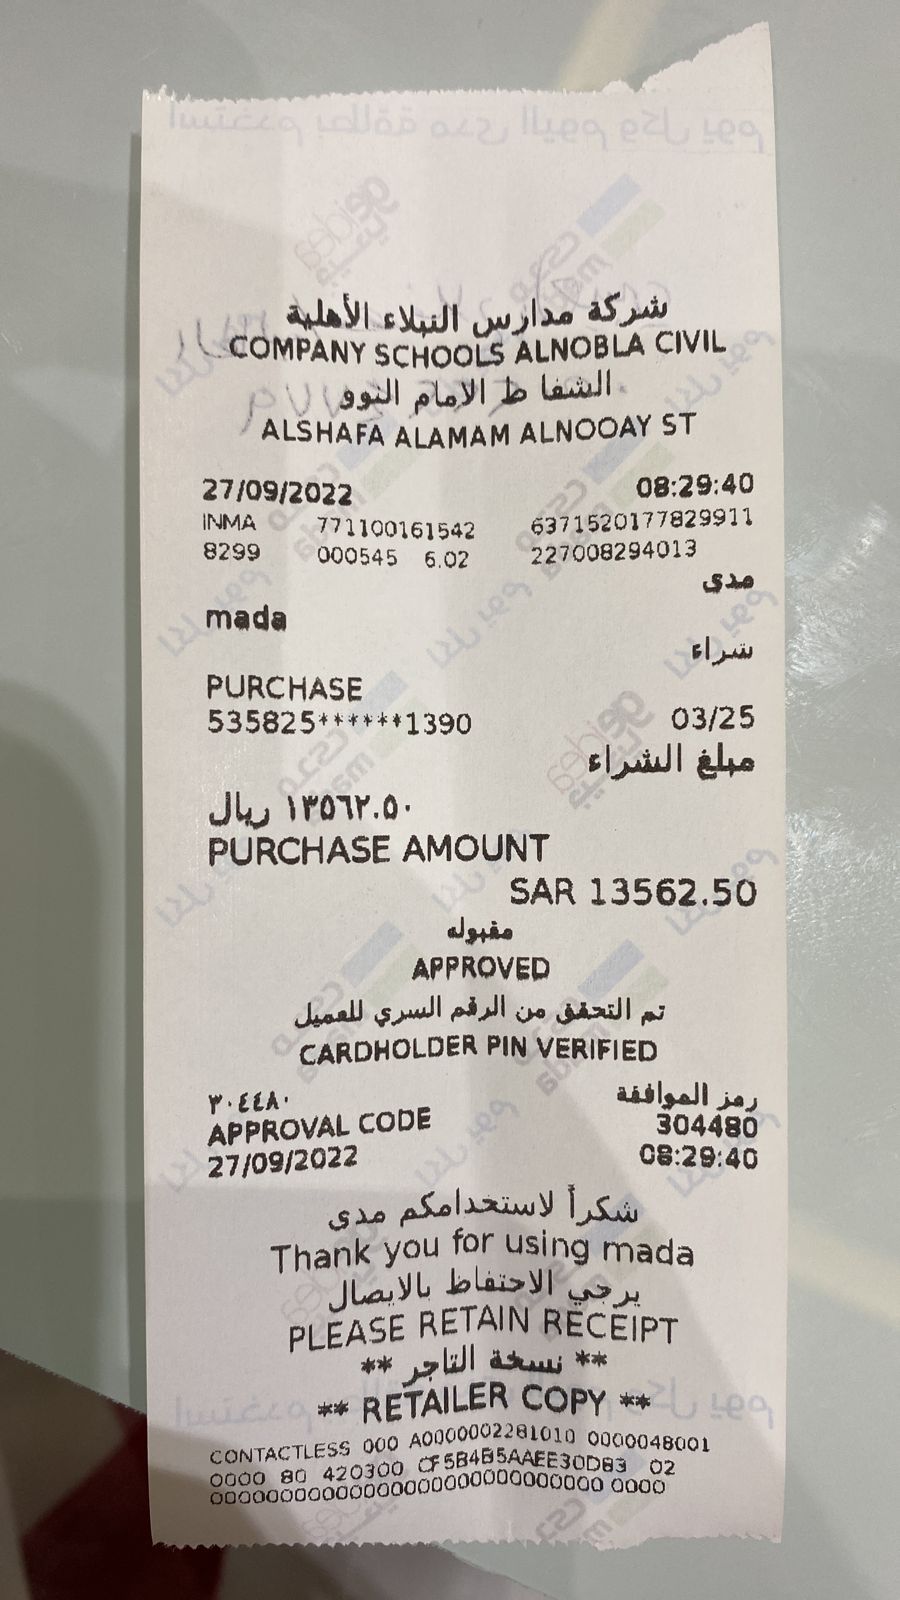 شركة مدارس النبلاء الأهلية
COMPANY SCHOOLS ALNOBLA CIVIL
الشفا ط الامام النوو
ALSHAFA ALAMAM ALNOOAY ST
27/09/2022 08:29:40
INMA 771100161542 6371520177829911
8299 000545 6.02 227008294013
مدى
mada
شراء
PURCHASE
535825******1390 03/25
مبلغ الشراء
١٣٥٦٢.٥٠ ريال
PURCHASE AMOUNT
SAR 13562.50
مقبوله
APPROVED
تم التحقق من الرقم السري للعميل
CARDHOLDER PIN VERIFIED
رمز الموافقة ٣٠٤٤٨٠
APPROVAL CODE 304480
27/09/2022 08:29:40
شكراً لاستخدامكم مدى
Thank you for using mada
يرجي الاحتفاظ بالايصال
PLEASE RETAIN RECEIPT
** نسخة التاجر **
** RETAILER COPY **
CONTACTLESS 000 A0000002281010 0000048001
0000 80 420300 CF5B4B5AAEE30DB3 02